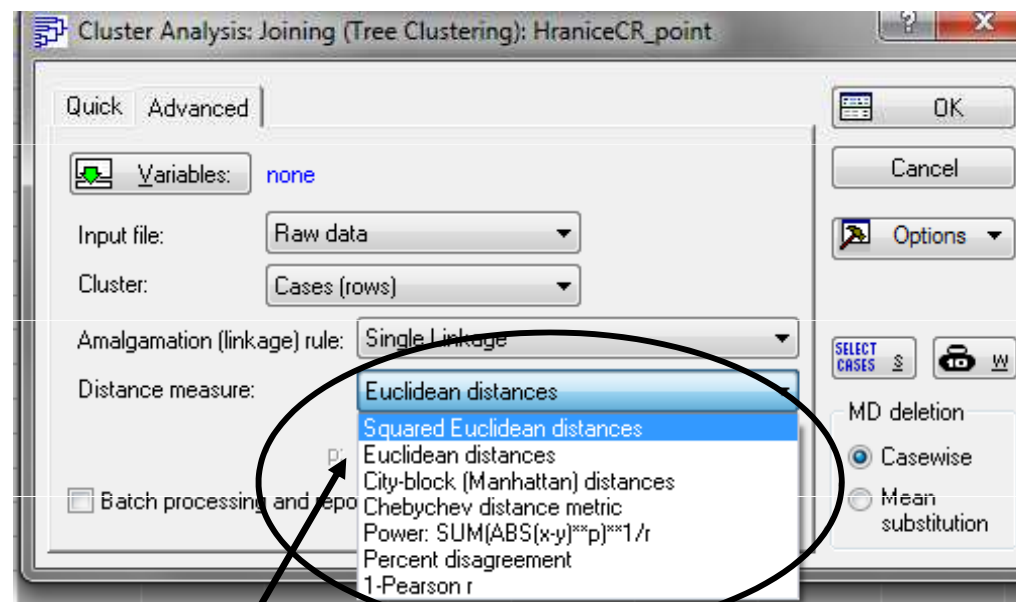 Cluster Analysis: Joining (Tree Clustering): HraniceCR_point
Quick Advanced
OK
Variables: none
Cancel
Input file: Raw data
Options
Cluster: Cases (rows)
Amalgamation (linkage) rule: Single Linkage
SELECT CASES S W
Distance measure: Euclidean distances
MD deletion
Squared Euclidean distances
p:
Euclidean distances
Casewise
City-block (Manhattan) distances
Batch processing and repo
Chebychev distance metric
Mean substitution
Power: SUM(ABS(x-y)**p)**1/r
Percent disagreement
1-Pearson r